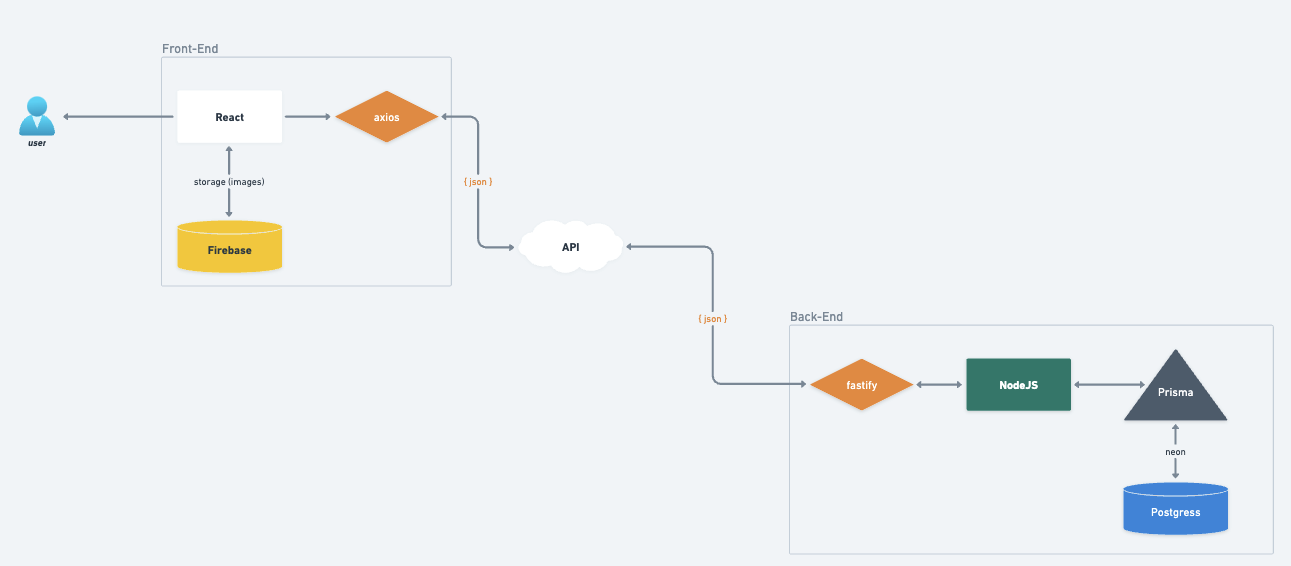 Front-End
user
React
axios
storage (images)
{ json }
Firebase
API
{ json }
Back-End
fastify
NodeJS
Prisma
neon
Postgress